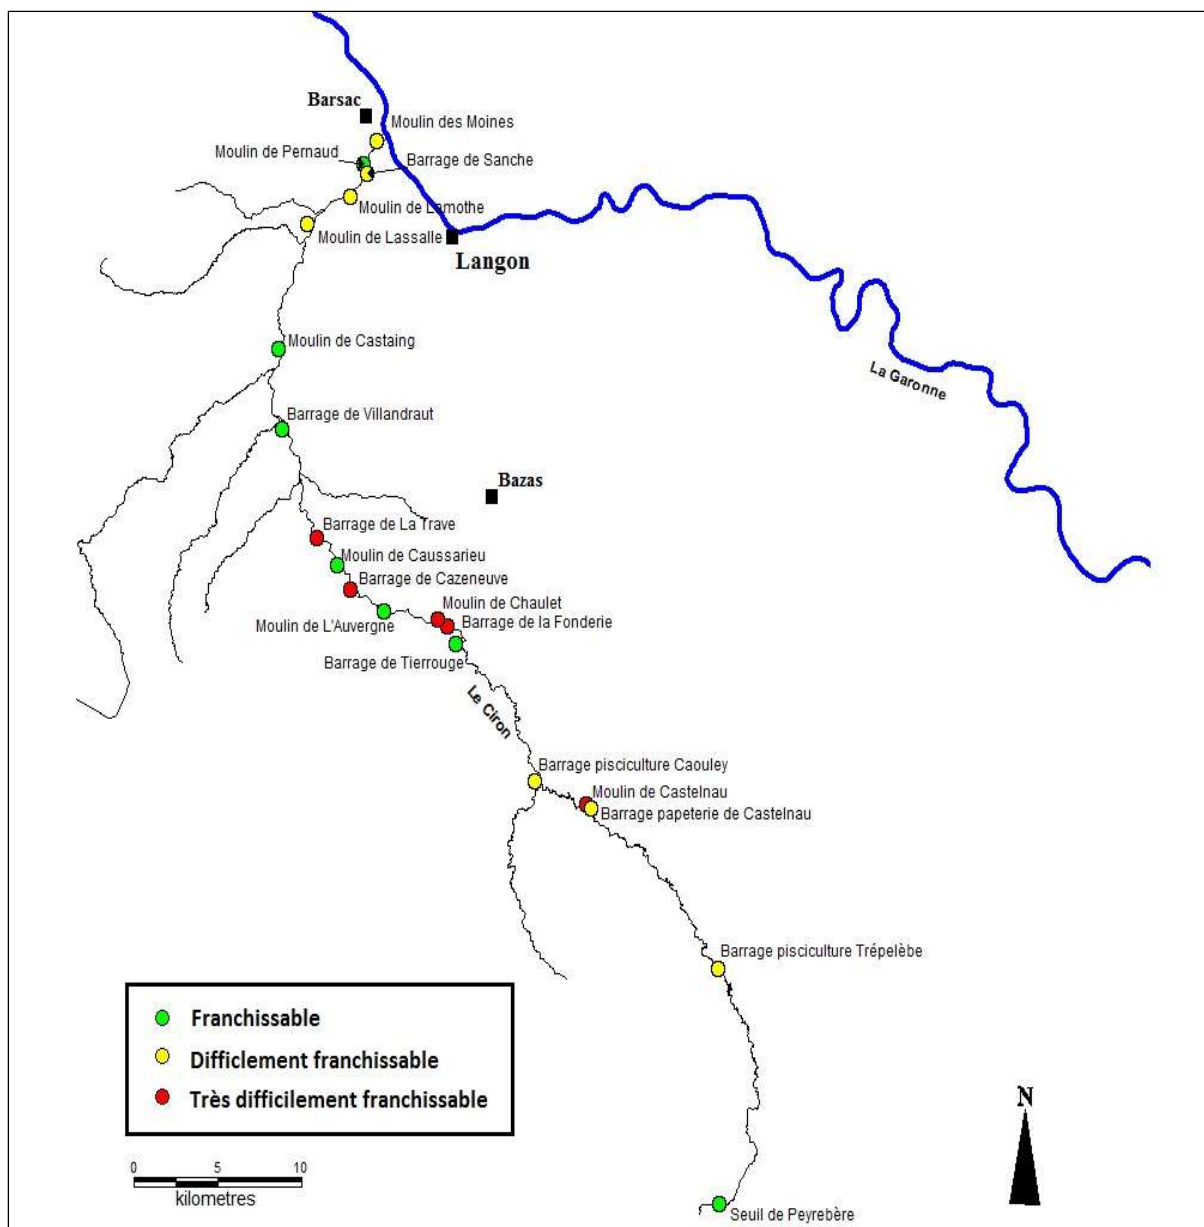 Barsac
Moulin des Moines
Moulin de Pernaud
Barrage de Sanche
Moulin de Lamothe
Moulin de Lassalle
Langon
Moulin de Castaing
La Garonne
Barrage de Villandraut
Bazas
Barrage de La Trave
Moulin de Caussarieu
Barrage de Cazeneuve
Moulin de Chaulet
Moulin de L'Auvergne
Barrage de la Fonderie
Barrage de Tierrouge
Le Ciron
Barrage pisciculture Caouley
Moulin de Castelnau
Barrage papeterie de Castelnau
Barrage pisciculture Trépelèbe
Franchissable
Difficlement franchissable
Très difficilement franchissable
N
0 5 10
kilometres
Seuil de Peyrebère